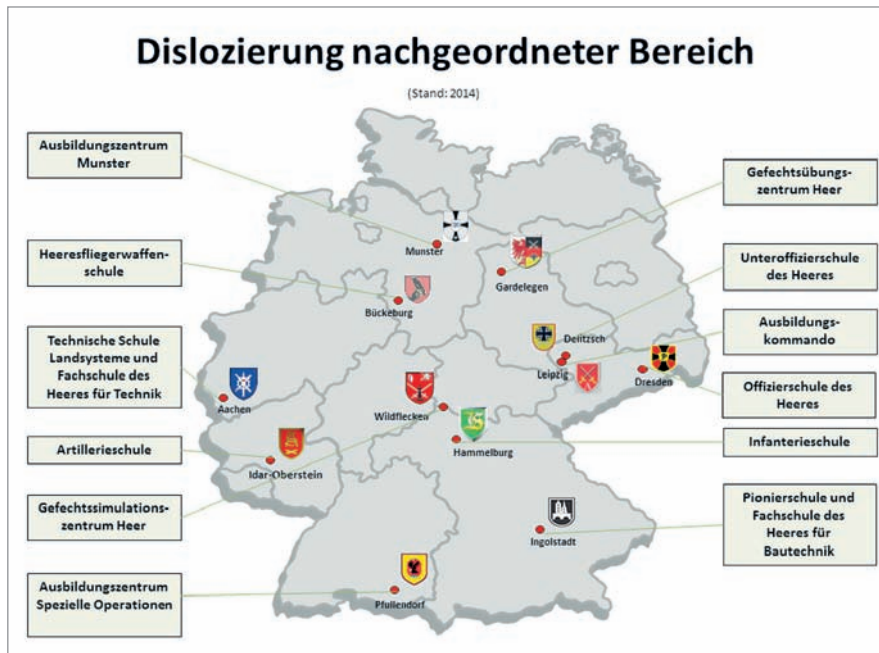 Dislozierung nachgeordneter Bereich
(Stand: 2014)
Ausbildungszentrum
Munster
Heeresfliegerwaffen-
schule
Technische Schule
Landsysteme und
Fachschule des
Heeres für Technik
Artillerieschule
Gefechtssimulations-
zentrum Heer
Ausbildungszentrum
Spezielle Operationen
Munster
Gardelegen
Bückeburg
Delitzsch
Leipzig
Dresden
Aachen
Wildflecken
Hammelburg
Idar-Oberstein
Ingolstadt
Pfullendorf
Gefechtsübungs-
zentrum Heer
Unteroffizierschule
des Heeres
Ausbildungs-
kommando
Offizierschule des
Heeres
Infanterieschule
Pionierschule und
Fachschule des
Heeres für
Bautechnik